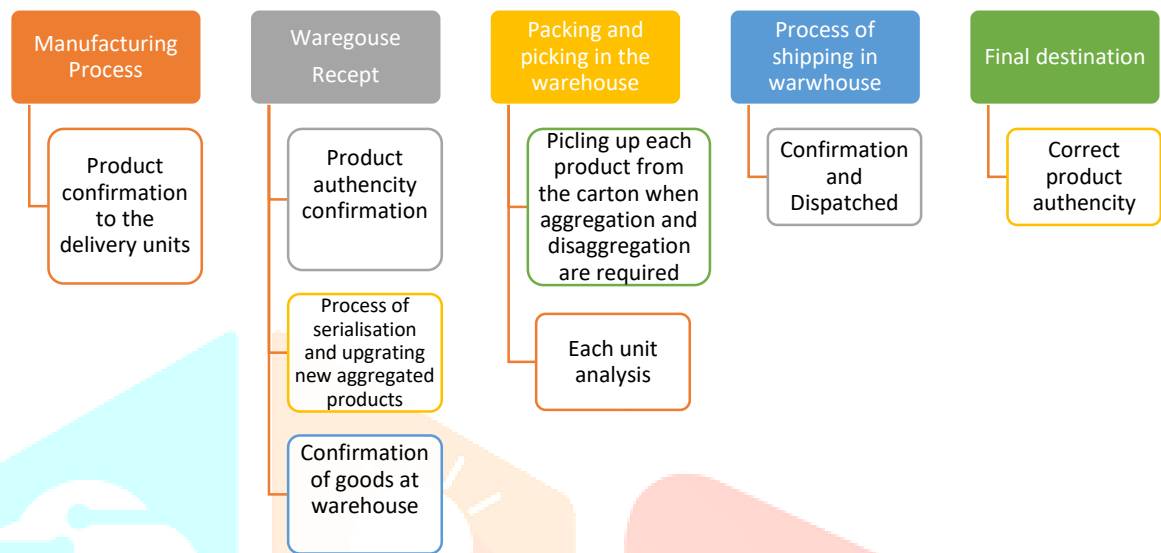 Manufacturing
Process
Product
confirmation
to the
delivery units
Waregouse
Recept
Product
authencity
confirmation
Process of
serialisation
and upgrating
new aggregated
products
Confirmation
of goods at
warehouse
Packing and
picking in the
warehouse
Picling up each
product from
the carton when
aggregation and
disaggregation
are required
Each unit
analysis
Process of
shipping in
warwhouse
Confirmation
and
Dispatched
Final destination
Correct
product
authencity